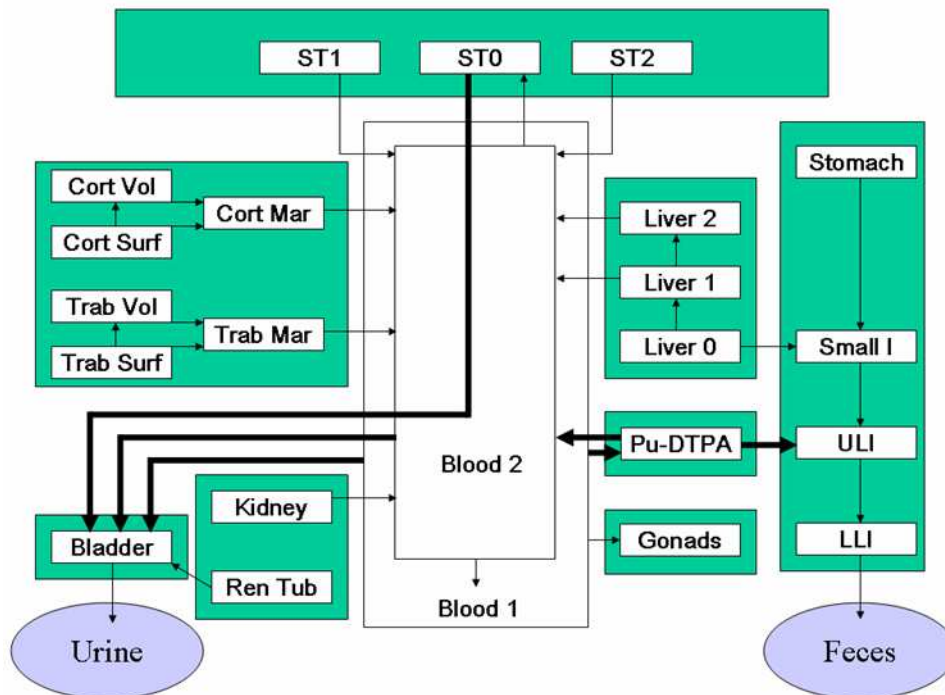 ST1
ST0
ST2
Cort Vol
Cort Mar
Cort Surf
Trab Vol
Trab Mar
Trab Surf
Stomach
Liver 2
Liver 1
Liver 0
Small I
Pu-DTPA
ULI
Blood 2
Kidney
Bladder
Gonads
LLI
Ren Tub
Blood 1
Urine
Feces